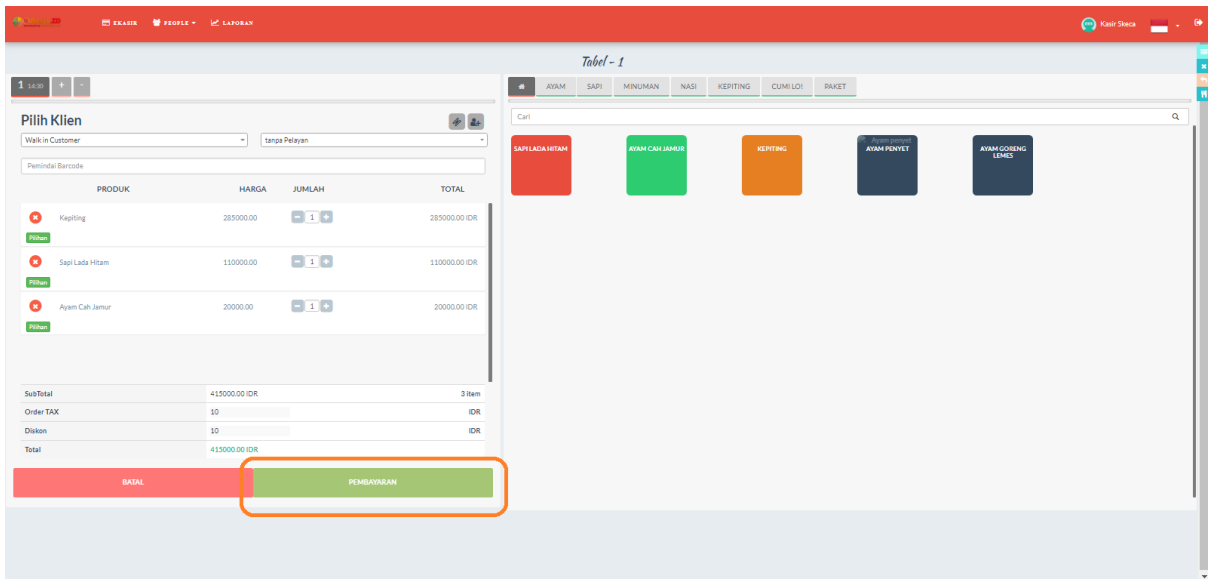 EKASIR PEOPLE LAPORAN Kasir Skeca
Tabel - 1
1 14:30 + -
AYAM SAPI MINUMAN NASI KEPITING CUMI LO! PAKET
Pilih Klien
Walk in Customer tanpa Pelayan
Pemindai Barcode
PRODUK HARGA JUMLAH TOTAL
Kepiting 285000.00 - 1 + 285000.00 IDR
Pilihan
Sapi Lada Hitam 110000.00 - 1 + 110000.00 IDR
Pilihan
Ayam Cah Jamur 20000.00 - 1 + 20000.00 IDR
Pilihan
SubTotal 415000.00 IDR 3 item
Order TAX 10 IDR
Diskon 10 IDR
Total 415000.00 IDR
BATAL PEMBAYARAN
Cari
SAPI LADA HITAM
AYAM CAH JAMUR
KEPITING
Ayam penyet
AYAM PENYET
AYAM GORENG
LEMES